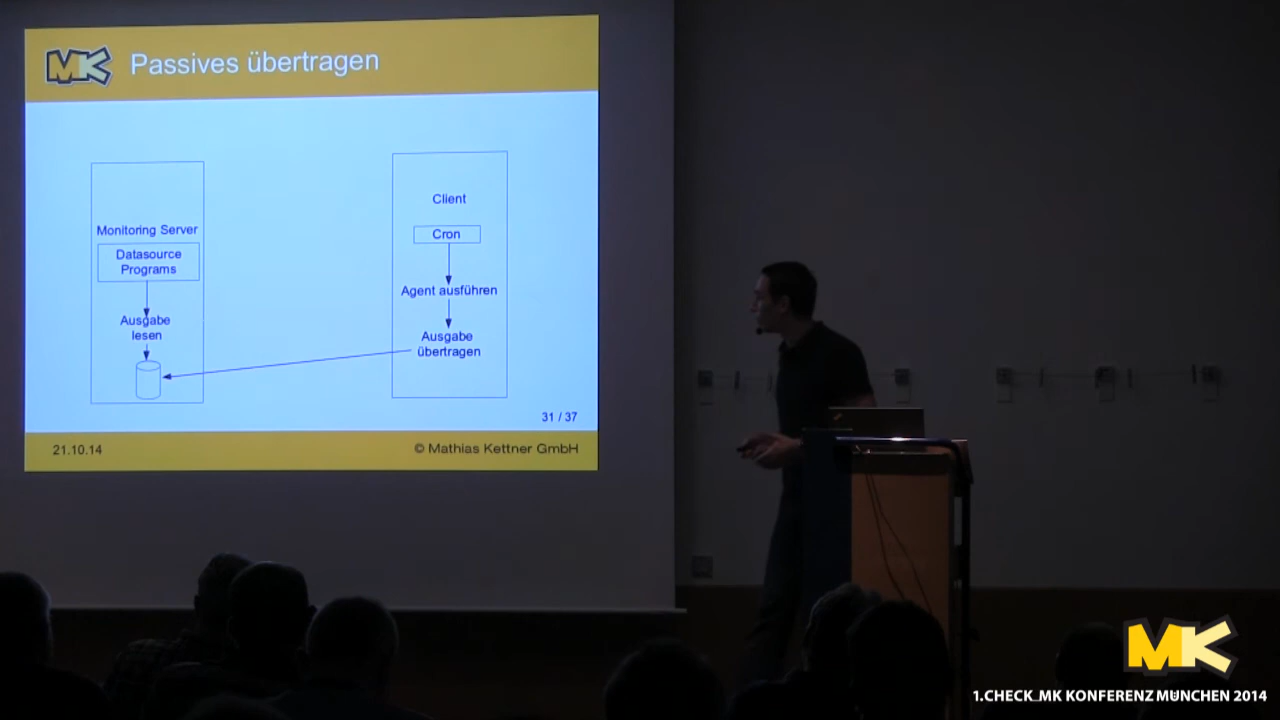 MK
Passives übertragen
Monitoring Server
Datasource
Programs
Ausgabe
lesen
Client
Cron
Agent ausführen
Ausgabe
übertragen
31 / 37
21.10.14
© Mathias Kettner GmbH
MK
1.CHECK_MK KONFERENZ MÜNCHEN 2014